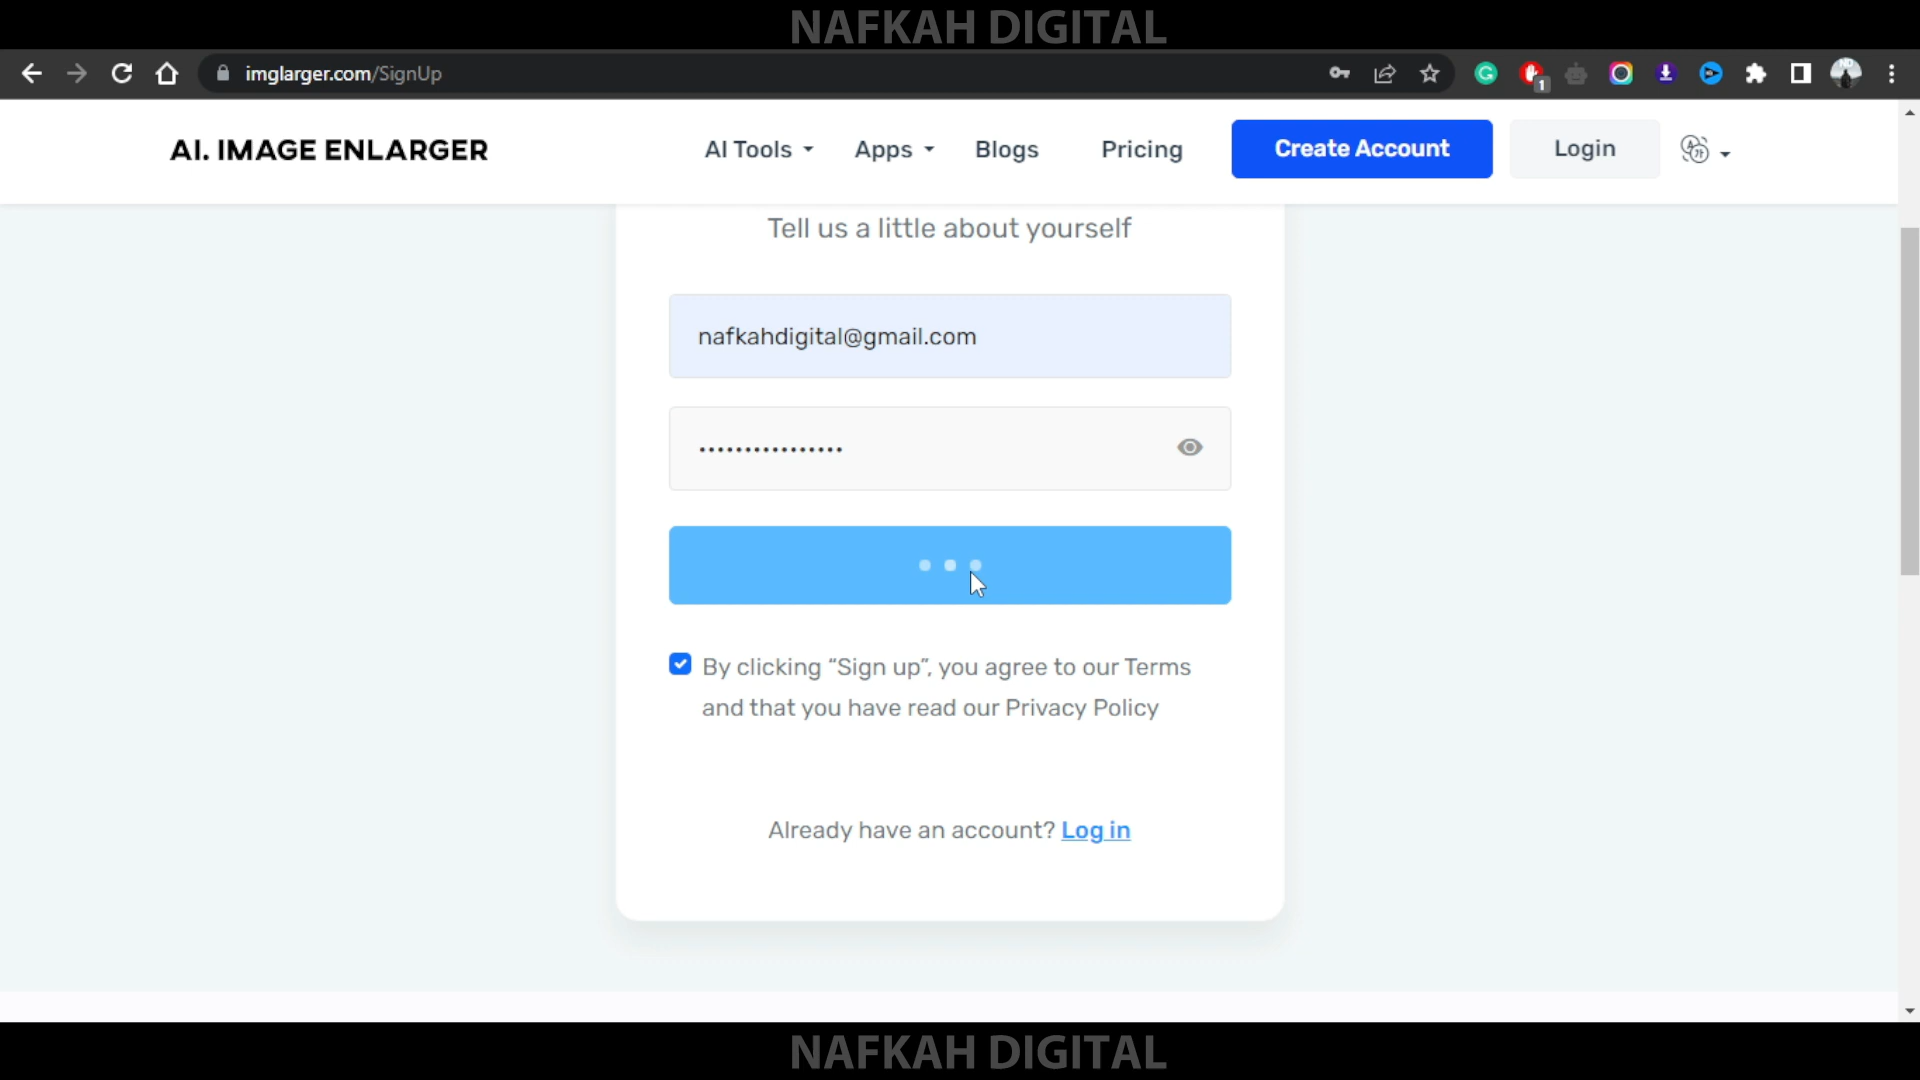 NAFKAH DIGITAL
imglarger.com/SignUp
1
AI. IMAGE ENLARGER
AI Tools
Apps
Blogs
Pricing
Create Account
Login
Tell us a little about yourself
nafkahdigital@gmail.com
••••••••••••••••
By clicking “Sign up”, you agree to our Terms
and that you have read our Privacy Policy
Already have an account? Log in
NAFKAH DIGITAL